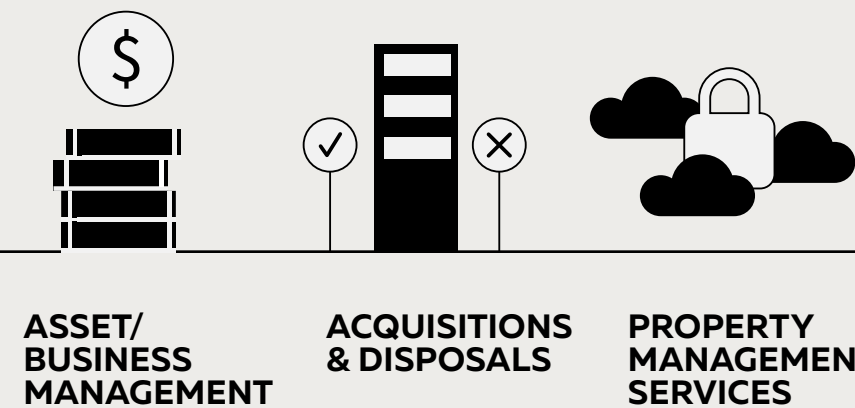 $
ASSET/
BUSINESS
MANAGEMENT
ACQUISITIONS
& DISPOSALS
PROPERTY
MANAGEMEN
SERVICES